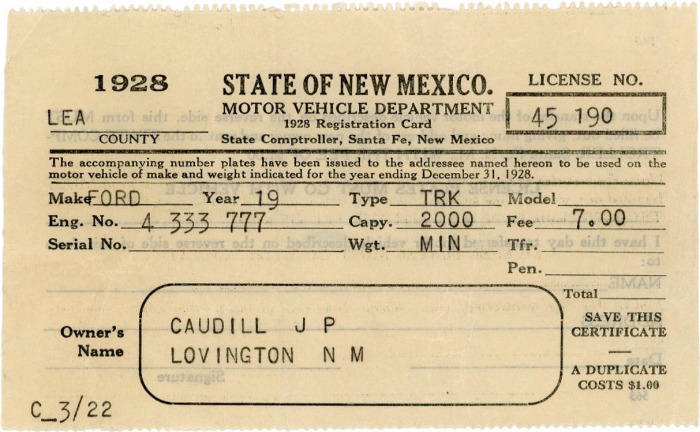 1928 STATE OF NEW MEXICO. LICENSE NO.
LEA MOTOR VEHICLE DEPARTMENT 45 190
COUNTY 1928 Registration Card
State Comptroller, Santa Fe, New Mexico
The accompanying number plates have been issued to the addressee named hereon to be used on the
motor vehicle of make and weight indicated for the year ending December 31, 1928.
Make FORD Year 19 Type TRK Model
Eng. No. 4 333 777 Capy. 2000 Fee 7.00
Serial No. Wgt. MIN Tfr.
Pen.
Total
Owner's
Name
CAUDILL J P
LOVINGTON N M
SAVE THIS
CERTIFICATE
A DUPLICATE
COSTS $1.00
C_3/22